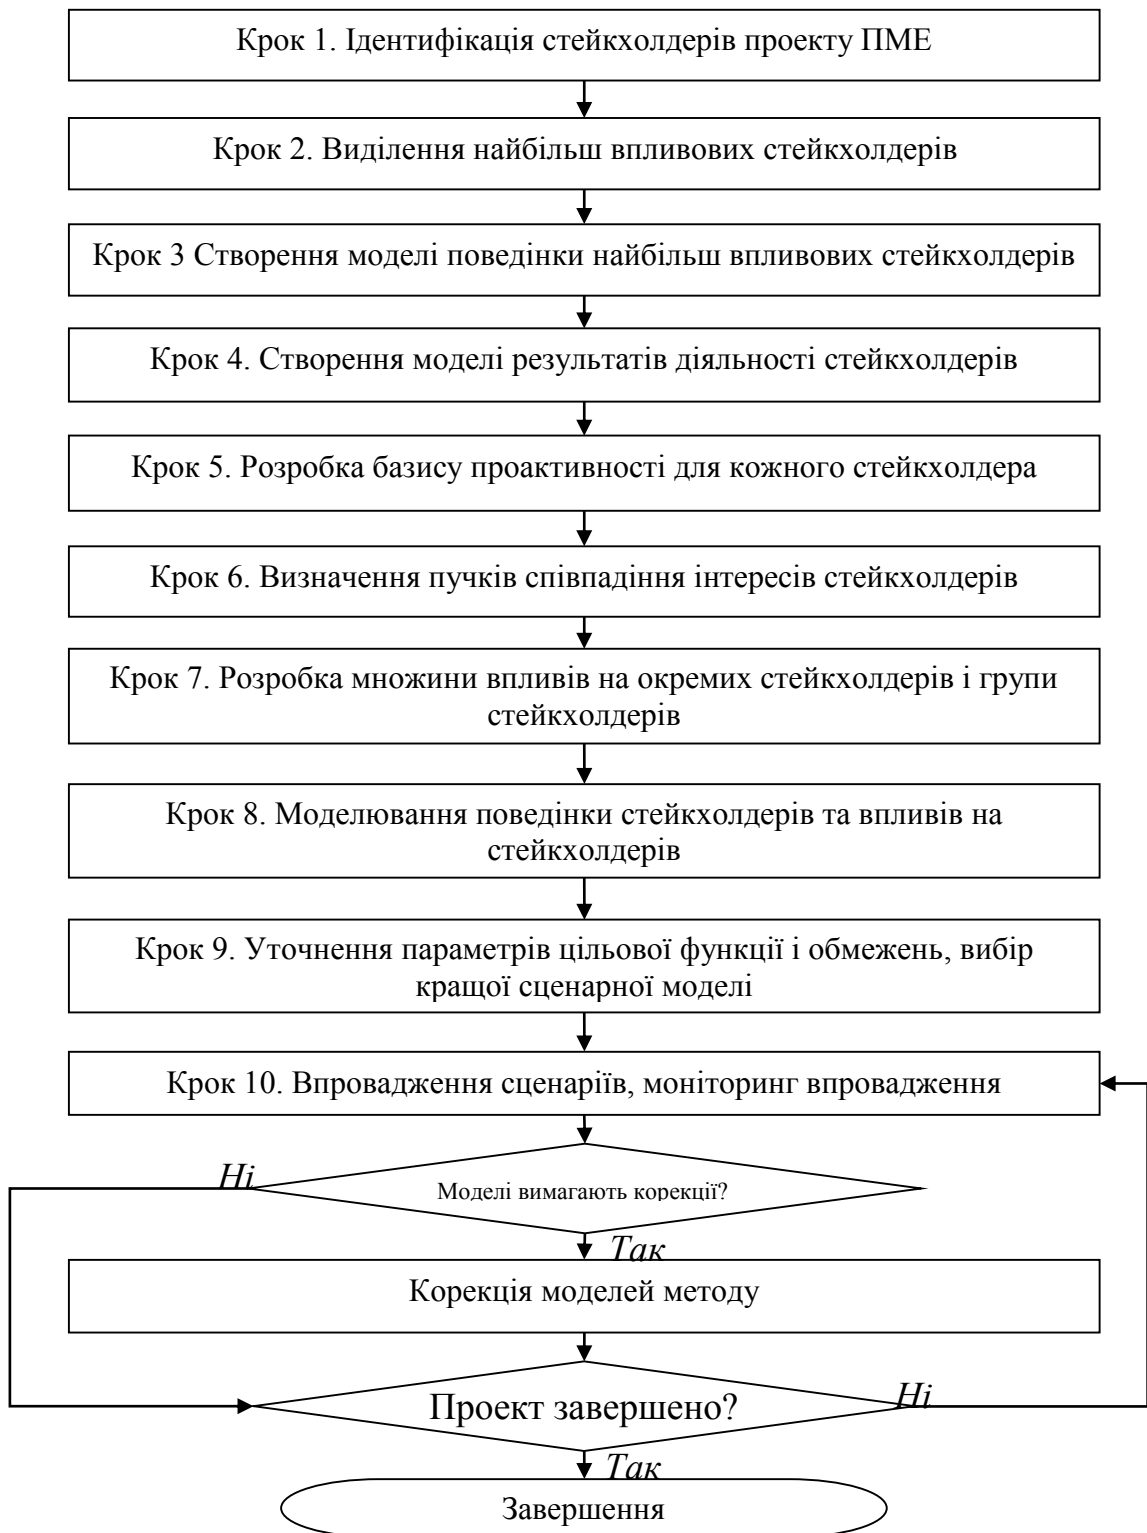 Крок 1. Ідентифікація стейкхолдерів проекту ПМЕ
Крок 2. Виділення найбільш впливових стейкхолдерів
Крок 3 Створення моделі поведінки найбільш впливових стейкхолдерів
Крок 4. Створення моделі результатів діяльності стейкхолдерів
Крок 5. Розробка базису проактивності для кожного стейкхолдера
Крок 6. Визначення пучків співпадіння інтересів стейкхолдерів
Крок 7. Розробка множини впливів на окремих стейкхолдерів і групи
стейкхолдерів
Крок 8. Моделювання поведінки стейкхолдерів та впливів на
стейкхолдерів
Крок 9. Уточнення параметрів цільової функції і обмежень, вибір
кращої сценарної моделі
Крок 10. Впровадження сценаріїв, моніторинг впровадження
Ні
Моделі вимагають корекції?
Так
Корекція моделей методу
Проект завершено?
Ні
Так
Завершення